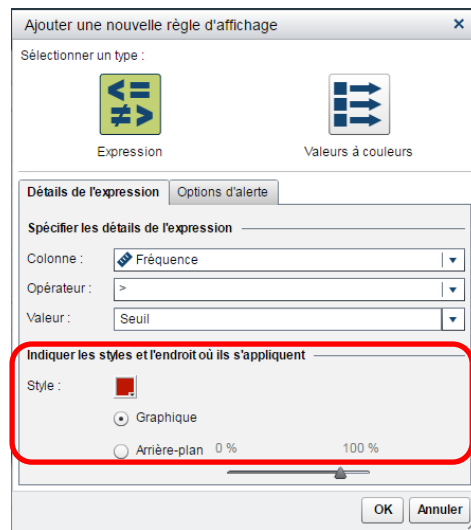 Ajouter une nouvelle règle d'affichage
Sélectionner un type :
Expression Valeurs à couleurs
Détails de l'expression Options d'alerte
Spécifier les détails de l'expression
Colonne : Fréquence
Opérateur : >
Valeur : Seuil
Indiquer les styles et l'endroit où ils s'appliquent
Style :
Graphique
Arrière-plan 0 % 100 %
OK Annuler